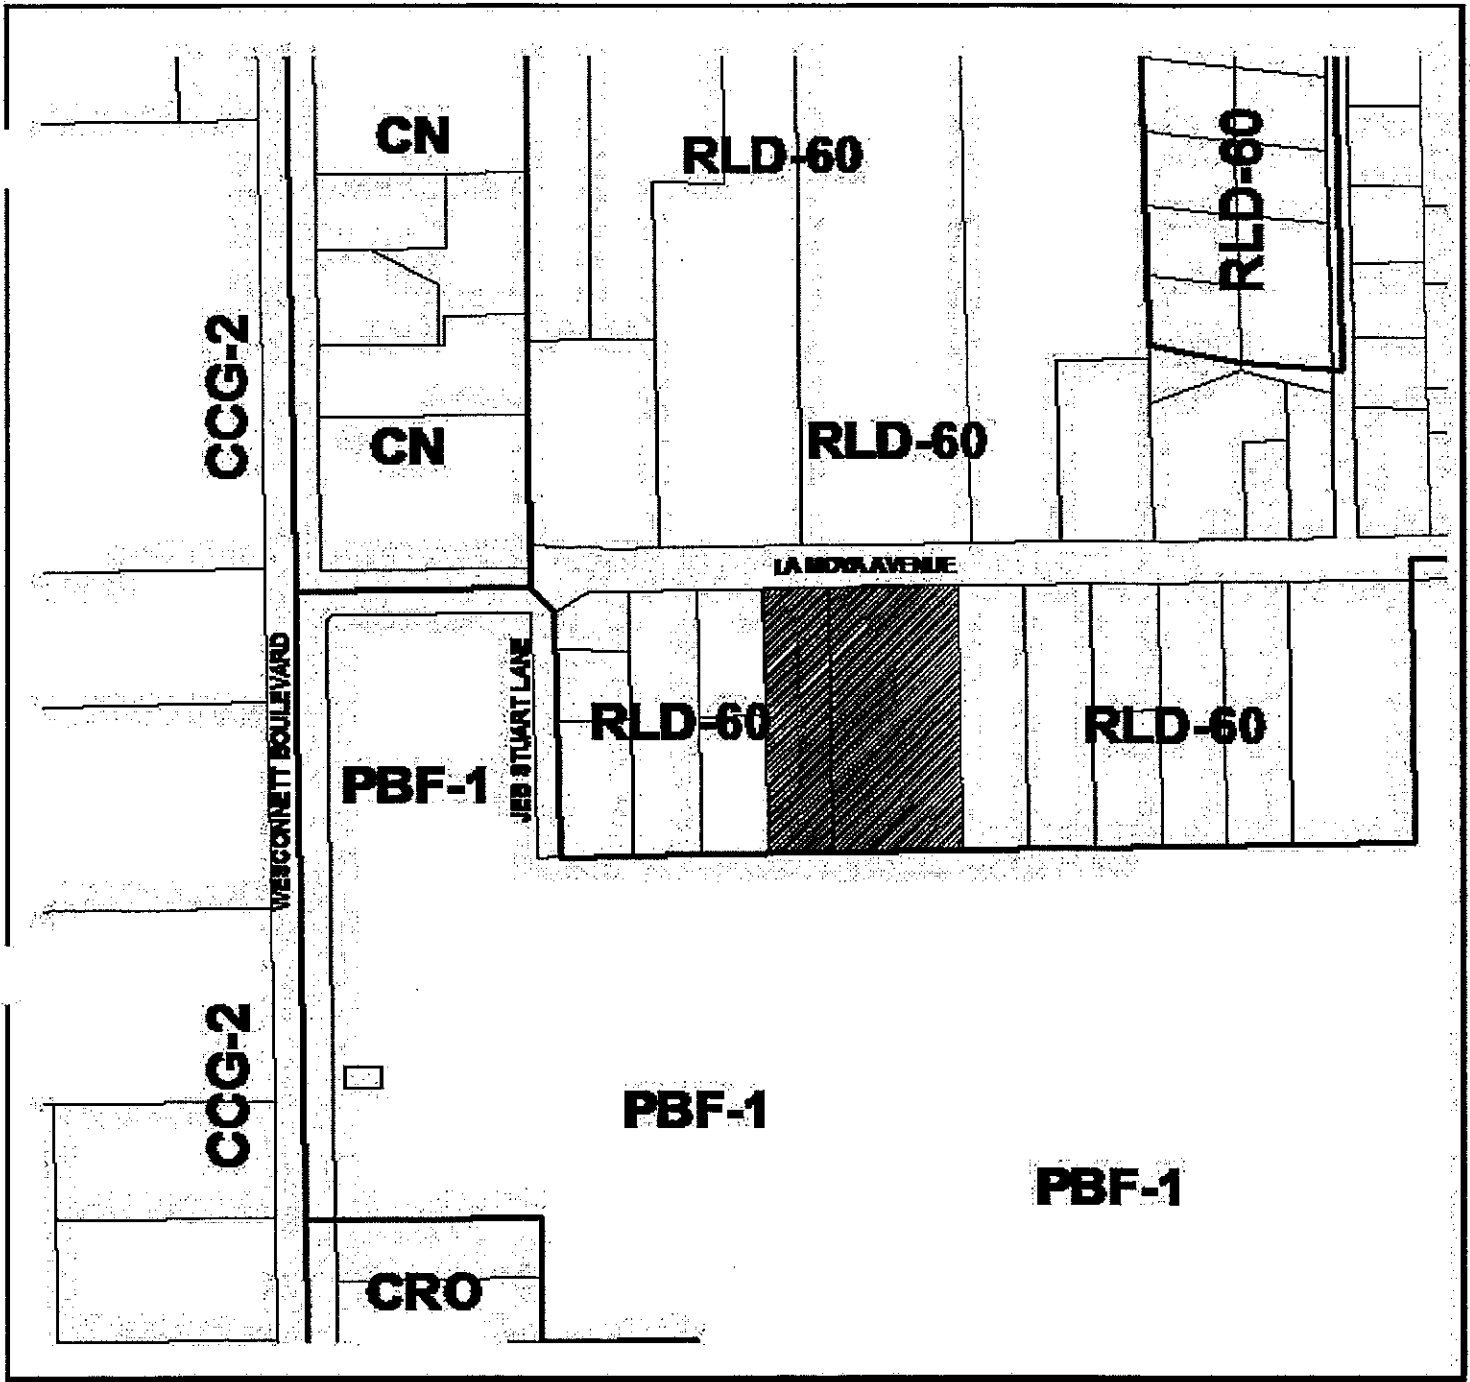 CN
RLD-60
RLD-60
CCG-2
CN
RLD-60
LA MOYA AVENUE
WESCONNETT BOULEVARD
JEB STUART LANE
RLD-60
RLD-60
PBF-1
CCG-2
PBF-1
PBF-1
CRO